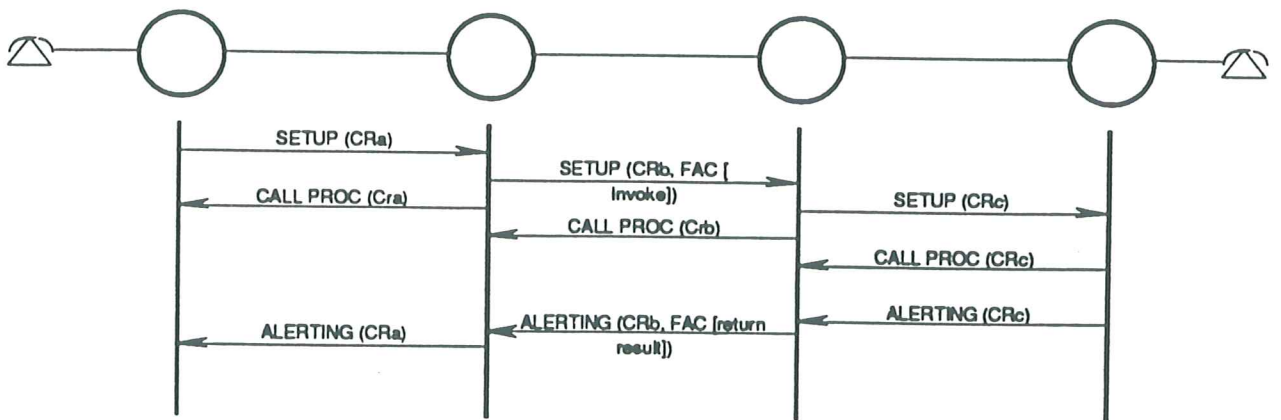 SETUP (CRa)
SETUP (CRb, FAC [
Invoke])
CALL PROC (Cra)
SETUP (CRc)
CALL PROC (Crb)
CALL PROC (CRc)
ALERTING (CRc)
ALERTING (CRb, FAC [return
result])
ALERTING (CRa)